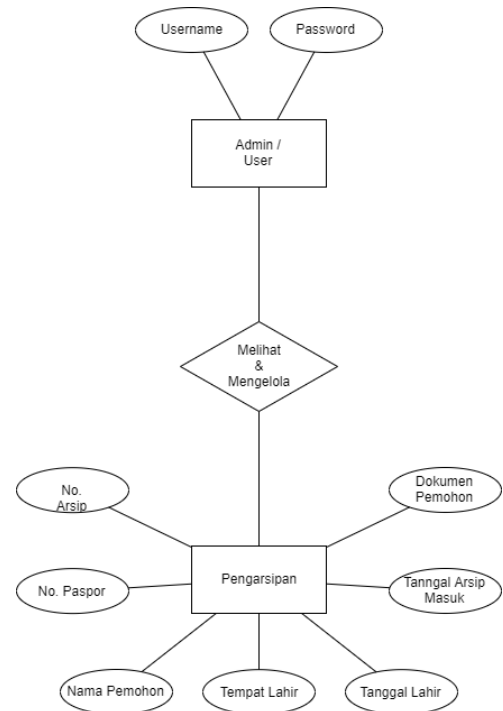 Username
Password
Admin /
User
Melihat
&
Mengelola
No.
Arsip
Dokumen
Pemohon
No. Paspor
Pengarsipan
Tanngal Arsip
Masuk
Nama Pemohon
Tempat Lahir
Tanggal Lahir